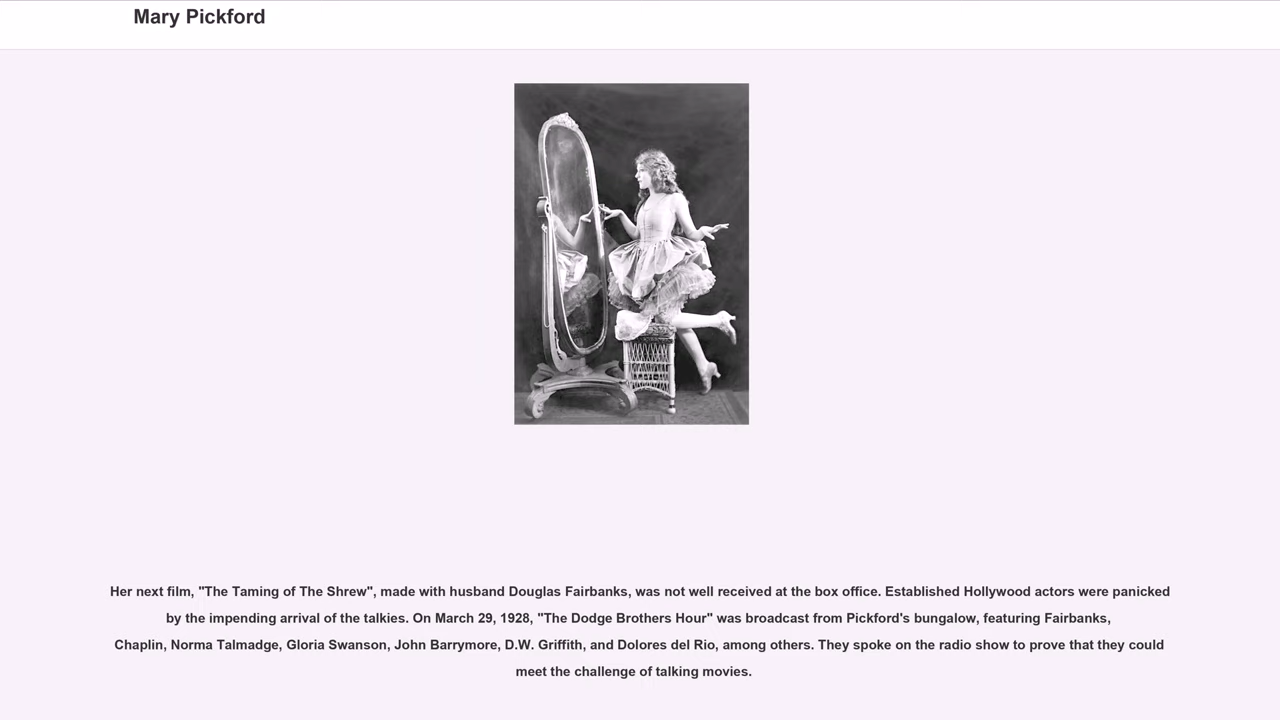 Mary Pickford
Her next film, "The Taming of The Shrew", made with husband Douglas Fairbanks, was not well received at the box office. Established Hollywood actors were panicked
by the impending arrival of the talkies. On March 29, 1928, "The Dodge Brothers Hour" was broadcast from Pickford's bungalow, featuring Fairbanks,
Chaplin, Norma Talmadge, Gloria Swanson, John Barrymore, D.W. Griffith, and Dolores del Rio, among others. They spoke on the radio show to prove that they could
meet the challenge of talking movies.